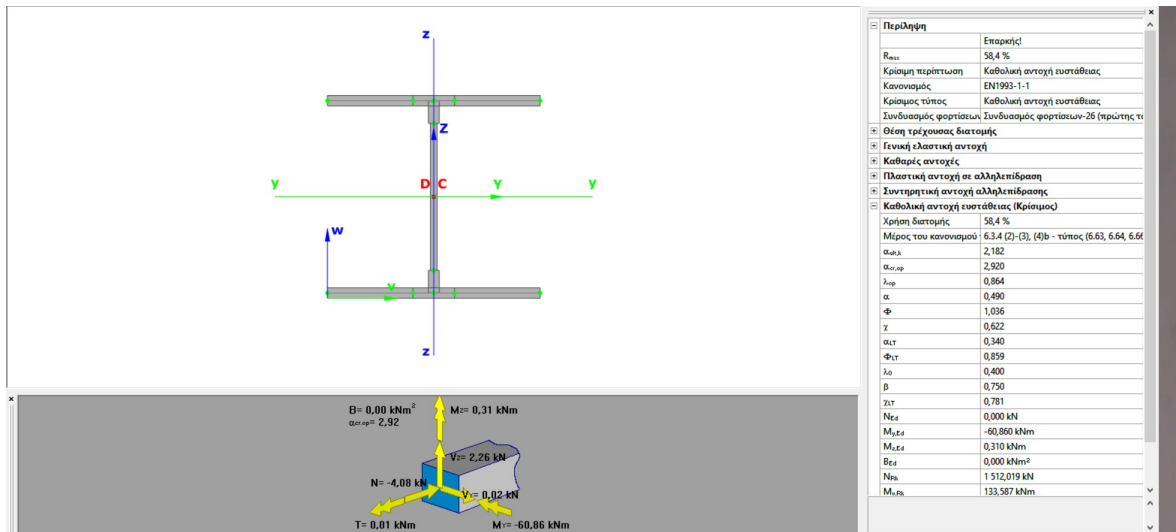 z
Z
y
D C
Y
y
w
v
z
B= 0,00 kNm²
αcr,op= 2,92
Mz= 0,31 kNm
Vz= 2,26 kN
N= -4,08 kN
Vy= 0,02 kN
T= 0,01 kNm
My= -60,86 kNm
Περίληψη
Επαρκής!
Rmax 58,4 %
Κρίσιμη περίπτωση Καθολική αντοχή ευστάθειας
Κανονισμός EN1993-1-1
Κρίσιμος τύπος Καθολική αντοχή ευστάθειας
Συνδυασμός φορτίσεων Συνδυασμός φορτίσεων-26 (πρώτης τά
Θέση τρέχουσας διατομής
Γενική ελαστική αντοχή
Καθαρές αντοχές
Πλαστική αντοχή σε αλληλεπίδραση
Συντηρητική αντοχή αλληλεπίδρασης
Καθολική αντοχή ευστάθειας (Κρίσιμος)
Χρήση διατομής 58,4 %
Μέρος του κανονισμού 6.3.4 (2)-(3), (4)b - τύπος (6.63, 6.64, 6.66
αult,k 2,182
αcr,op 2,920
λop 0,864
α 0,490
Φ 1,036
χ 0,622
αLT 0,340
ΦLT 0,859
λ0 0,400
β 0,750
χLT 0,781
NEd 0,000 kN
My,Ed -60,860 kNm
Mz,Ed 0,310 kNm
BEd 0,000 kNm²
NRk 1 512,019 kN
My,Rk 133,587 kNm